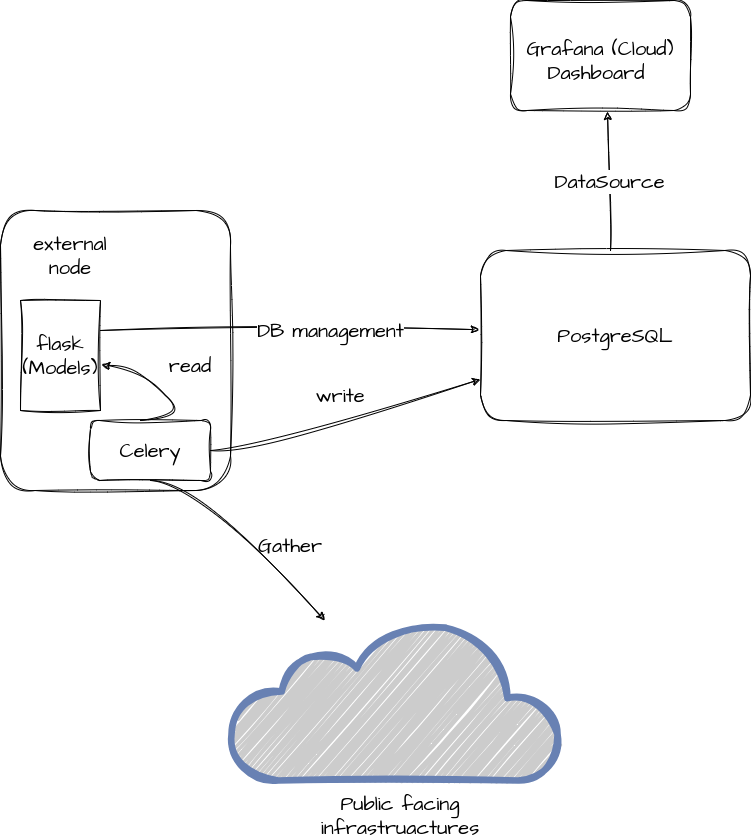 Grafana (Cloud)
Dashboard
DataSource
external
node
flask
(Models)
DB management
PostgreSQL
read
write
Celery
Gather
Public facing
infrastruactures